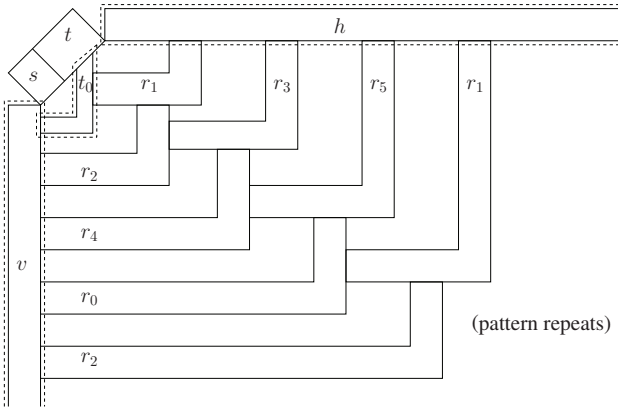 t h
s
t₀ r₁ r₃ r₅ r₁
r₂
r₄
v
r₀
(pattern repeats)
r₂